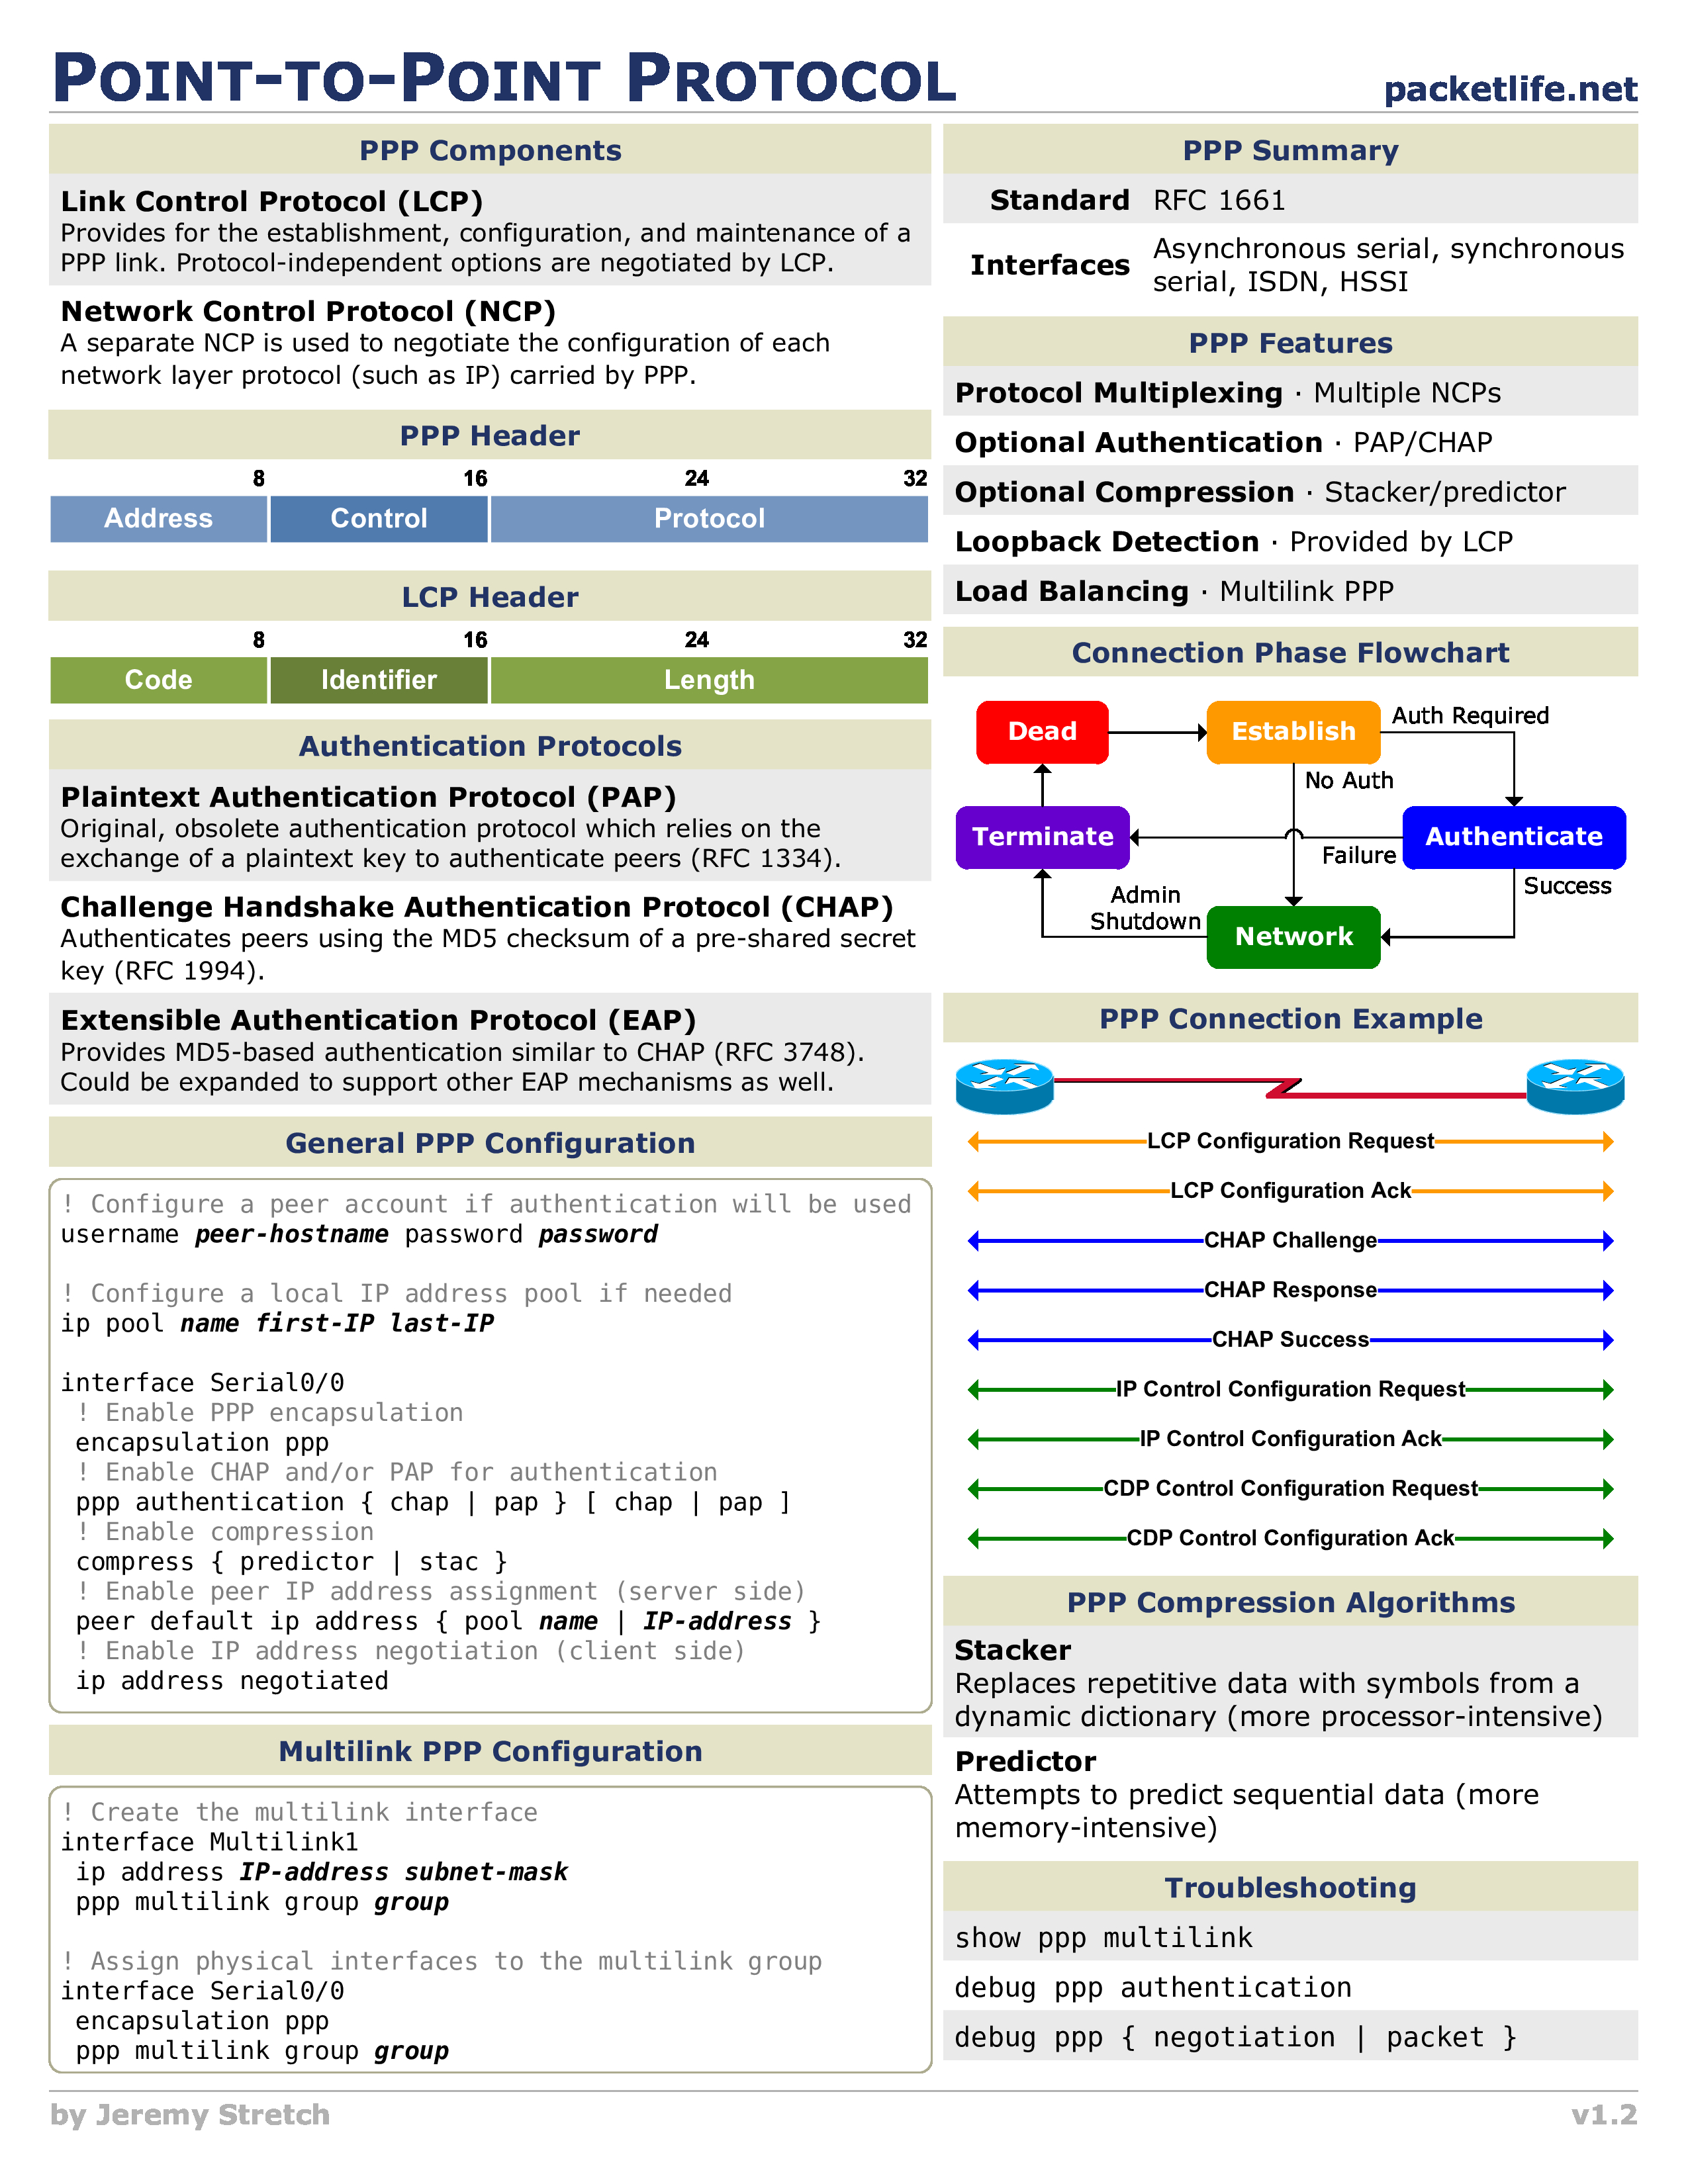 POINT-TO-POINT PROTOCOL
packetlife.net
PPP Components
Link Control Protocol (LCP)
Provides for the establishment, configuration, and maintenance of a
PPP link. Protocol-independent options are negotiated by LCP.
Network Control Protocol (NCP)
A separate NCP is used to negotiate the configuration of each
network layer protocol (such as IP) carried by PPP.
PPP Header
8 16 24 32
Address Control Protocol
LCP Header
8 16 24 32
Code Identifier Length
Authentication Protocols
Plaintext Authentication Protocol (PAP)
Original, obsolete authentication protocol which relies on the
exchange of a plaintext key to authenticate peers (RFC 1334).
Challenge Handshake Authentication Protocol (CHAP)
Authenticates peers using the MD5 checksum of a pre-shared secret
key (RFC 1994).
Extensible Authentication Protocol (EAP)
Provides MD5-based authentication similar to CHAP (RFC 3748).
Could be expanded to support other EAP mechanisms as well.
General PPP Configuration
! Configure a peer account if authentication will be used
username peer-hostname password password
! Configure a local IP address pool if needed
ip pool name first-IP last-IP
interface Serial0/0
! Enable PPP encapsulation
encapsulation ppp
! Enable CHAP and/or PAP for authentication
ppp authentication { chap | pap } [ chap | pap ]
! Enable compression
compress { predictor | stac }
! Enable peer IP address assignment (server side)
peer default ip address { pool name | IP-address }
! Enable IP address negotiation (client side)
ip address negotiated
Multilink PPP Configuration
! Create the multilink interface
interface Multilink1
ip address IP-address subnet-mask
ppp multilink group group
! Assign physical interfaces to the multilink group
interface Serial0/0
encapsulation ppp
ppp multilink group group
PPP Summary
Standard RFC 1661
Interfaces Asynchronous serial, synchronous
serial, ISDN, HSSI
PPP Features
Protocol Multiplexing · Multiple NCPs
Optional Authentication · PAP/CHAP
Optional Compression · Stacker/predictor
Loopback Detection · Provided by LCP
Load Balancing · Multilink PPP
Connection Phase Flowchart
Dead Establish Auth Required
No Auth
Terminate Authenticate
Failure
Success
Admin
Shutdown
Network
PPP Connection Example
LCP Configuration Request
LCP Configuration Ack
CHAP Challenge
CHAP Response
CHAP Success
IP Control Configuration Request
IP Control Configuration Ack
CDP Control Configuration Request
CDP Control Configuration Ack
PPP Compression Algorithms
Stacker
Replaces repetitive data with symbols from a
dynamic dictionary (more processor-intensive)
Predictor
Attempts to predict sequential data (more
memory-intensive)
Troubleshooting
show ppp multilink
debug ppp authentication
debug ppp { negotiation | packet }
by Jeremy Stretch
v1.2